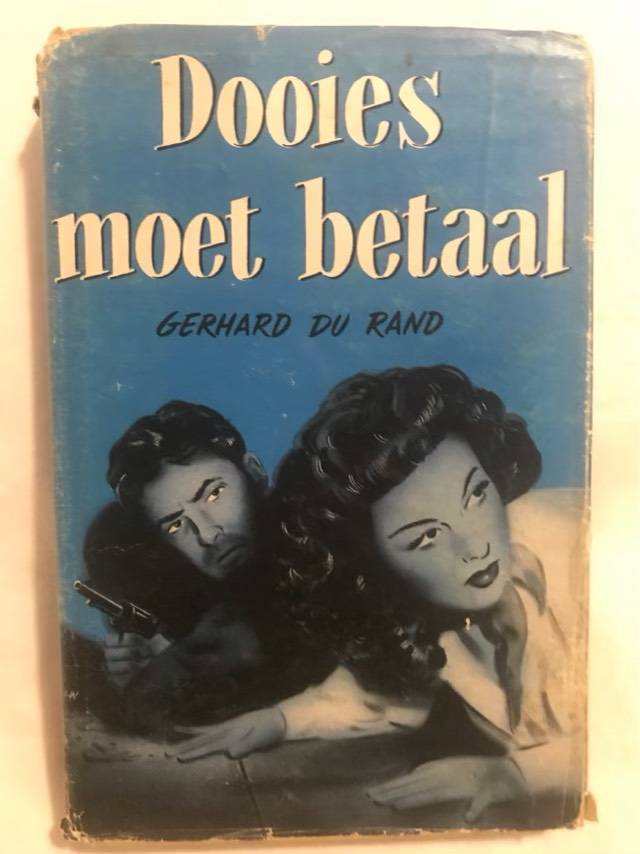 Dooies
moet betaal
GERHARD DU RAND